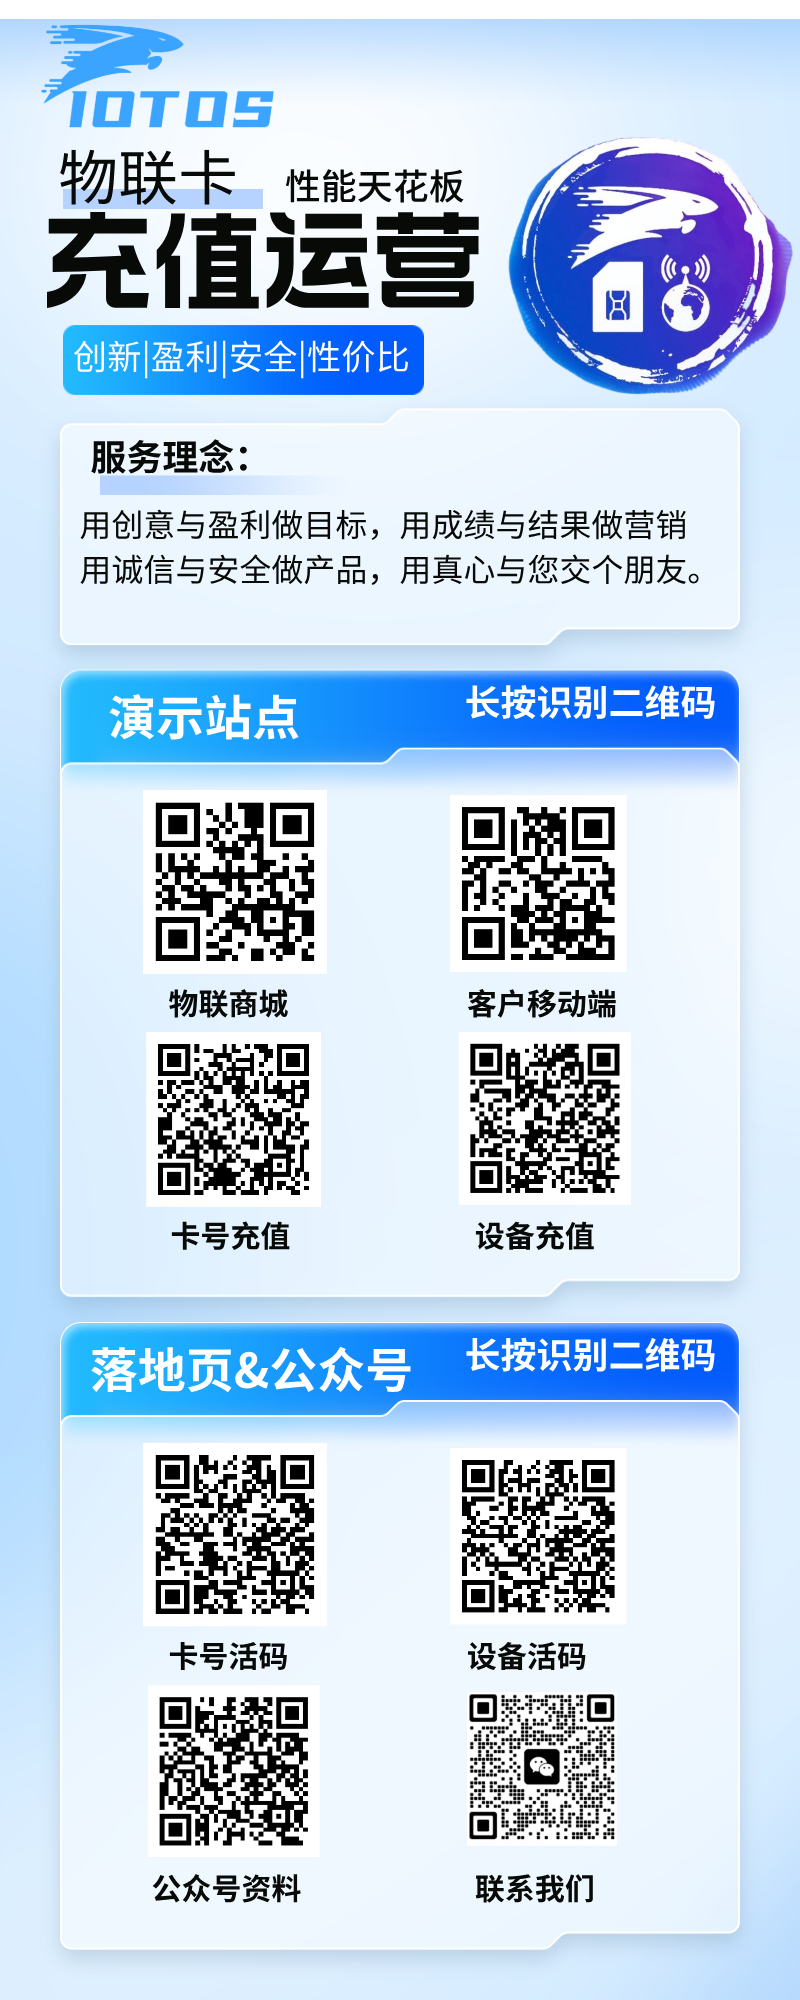 IOTOS
物联卡 性能天花板
充值运营
创新|盈利|安全|性价比
服务理念：
用创意与盈利做目标，用成绩与结果做营销
用诚信与安全做产品，用真心与您交个朋友。
演示站点 长按识别二维码
物联商城 客户移动端
卡号充值 设备充值
落地页&公众号 长按识别二维码
卡号活码 设备活码
公众号资料 联系我们